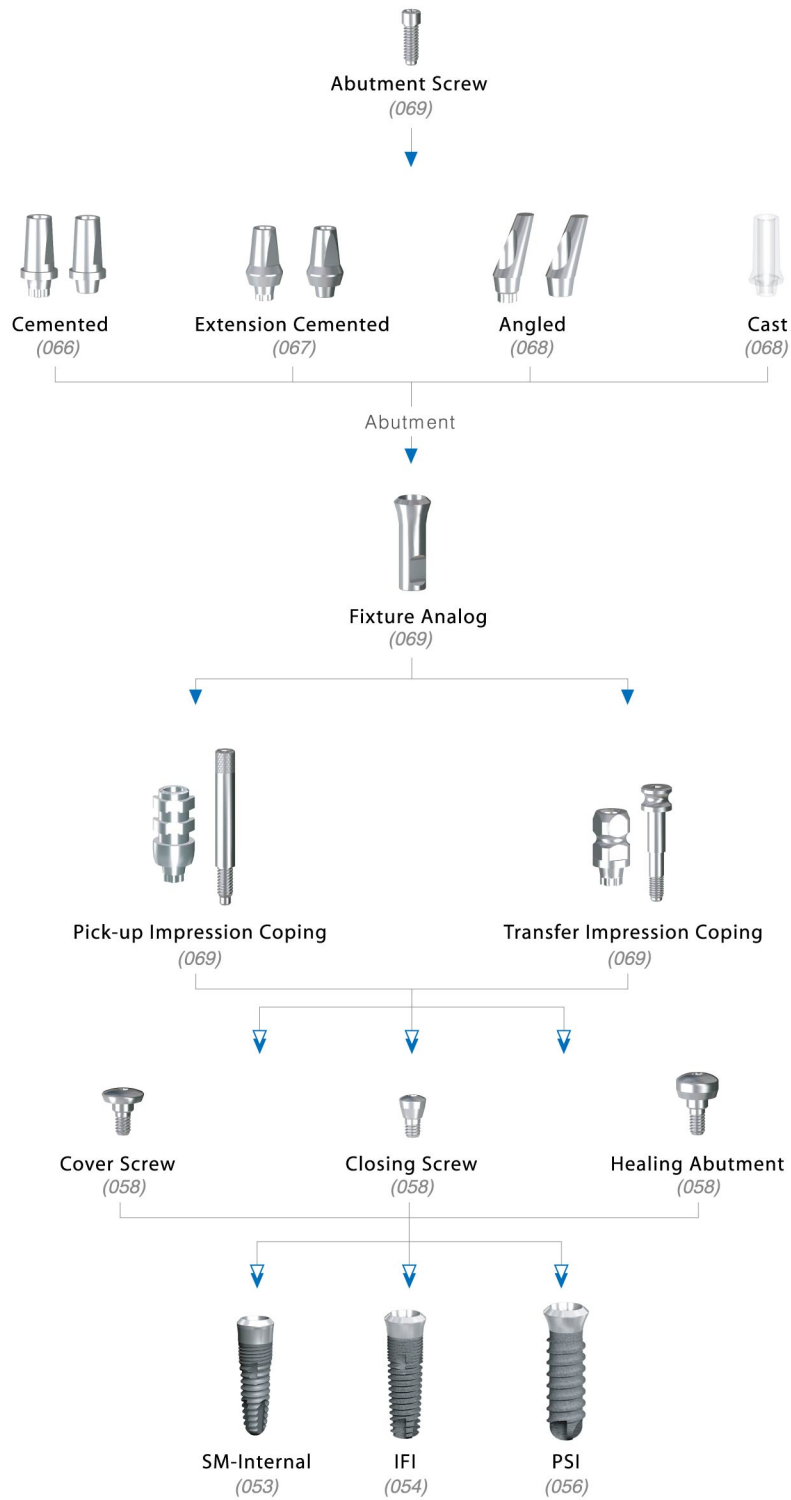 Abutment Screw
(069)
Cemented
(066)
Extension Cemented
(067)
Angled
(068)
Cast
(068)
Abutment
Fixture Analog
(069)
Pick-up Impression Coping
(069)
Transfer Impression Coping
(069)
Cover Screw
(058)
Closing Screw
(058)
Healing Abutment
(058)
SM-Internal
(053)
IFI
(054)
PSI
(056)